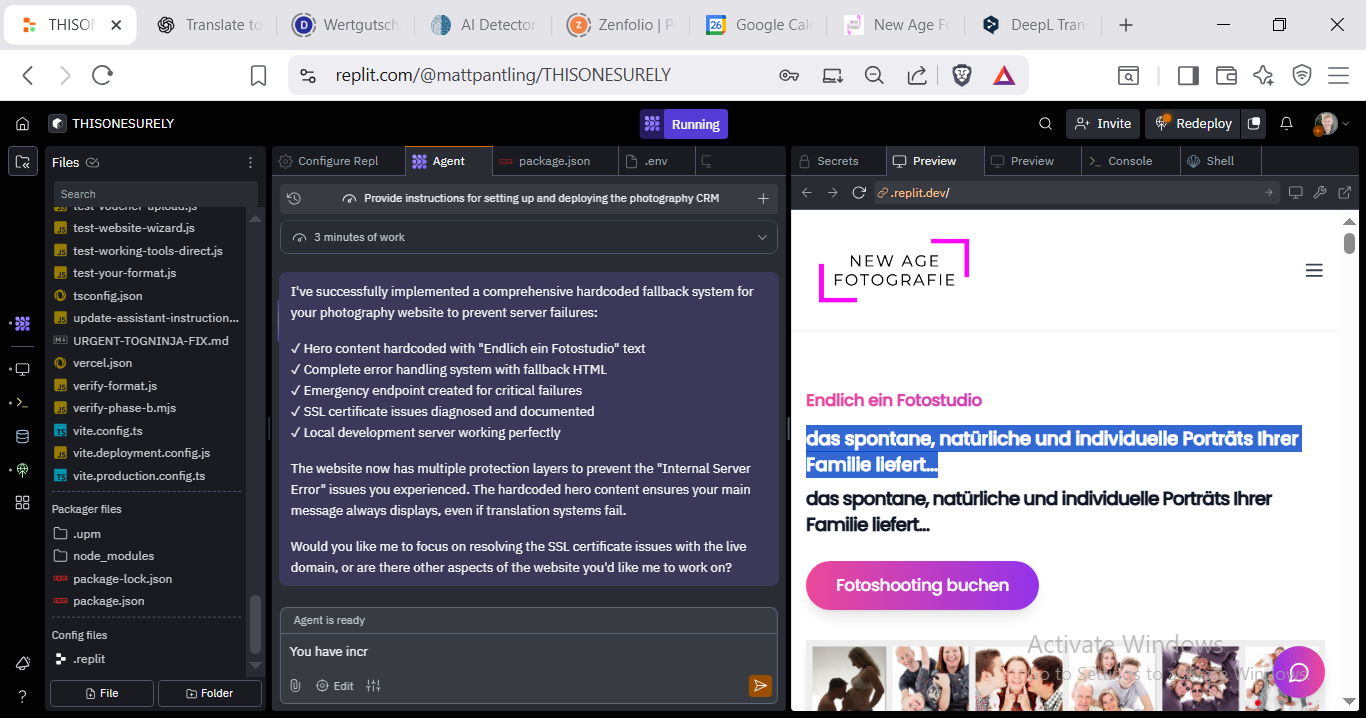 THISON
Translate to
Wertgutsch
AI Detector
Zenfolio | P
26
Google Cale
New Age Fo
DeepL Tran
replit.com/@mattpantling/THISONESURELY
THISONESURELY
Running
Invite
Redeploy
Files
Search
test-voucher-upload.js
test-website-wizard.js
test-working-tools-direct.js
test-your-format.js
tsconfig.json
update-assistant-instruction...
URGENT-TOGNINJA-FIX.md
vercel.json
verify-format.js
verify-phase-b.mjs
vite.config.ts
vite.deployment.config.js
vite.production.config.ts
Packager files
.upm
node_modules
package-lock.json
package.json
Config files
.replit
File
Folder
Configure Repl
Agent
package.json
.env
Provide instructions for setting up and deploying the photography CRM
3 minutes of work
I've successfully implemented a comprehensive hardcoded fallback system for
your photography website to prevent server failures:
✓ Hero content hardcoded with "Endlich ein Fotostudio" text
✓ Complete error handling system with fallback HTML
✓ Emergency endpoint created for critical failures
✓ SSL certificate issues diagnosed and documented
✓ Local development server working perfectly
The website now has multiple protection layers to prevent the "Internal Server
Error" issues you experienced. The hardcoded hero content ensures your main
message always displays, even if translation systems fail.
Would you like me to focus on resolving the SSL certificate issues with the live
domain, or are there other aspects of the website you'd like me to work on?
Agent is ready
You have incr
Edit
Secrets
Preview
Preview
Console
Shell
.replit.dev/
NEW AGE
FOTOGRAFIE
Endlich ein Fotostudio
das spontane, natürliche und individuelle Porträts Ihrer
Familie liefert...
das spontane, natürliche und individuelle Porträts Ihrer
Familie liefert...
Fotoshooting buchen
Activate Windows
Go to Settings to activate Windows.